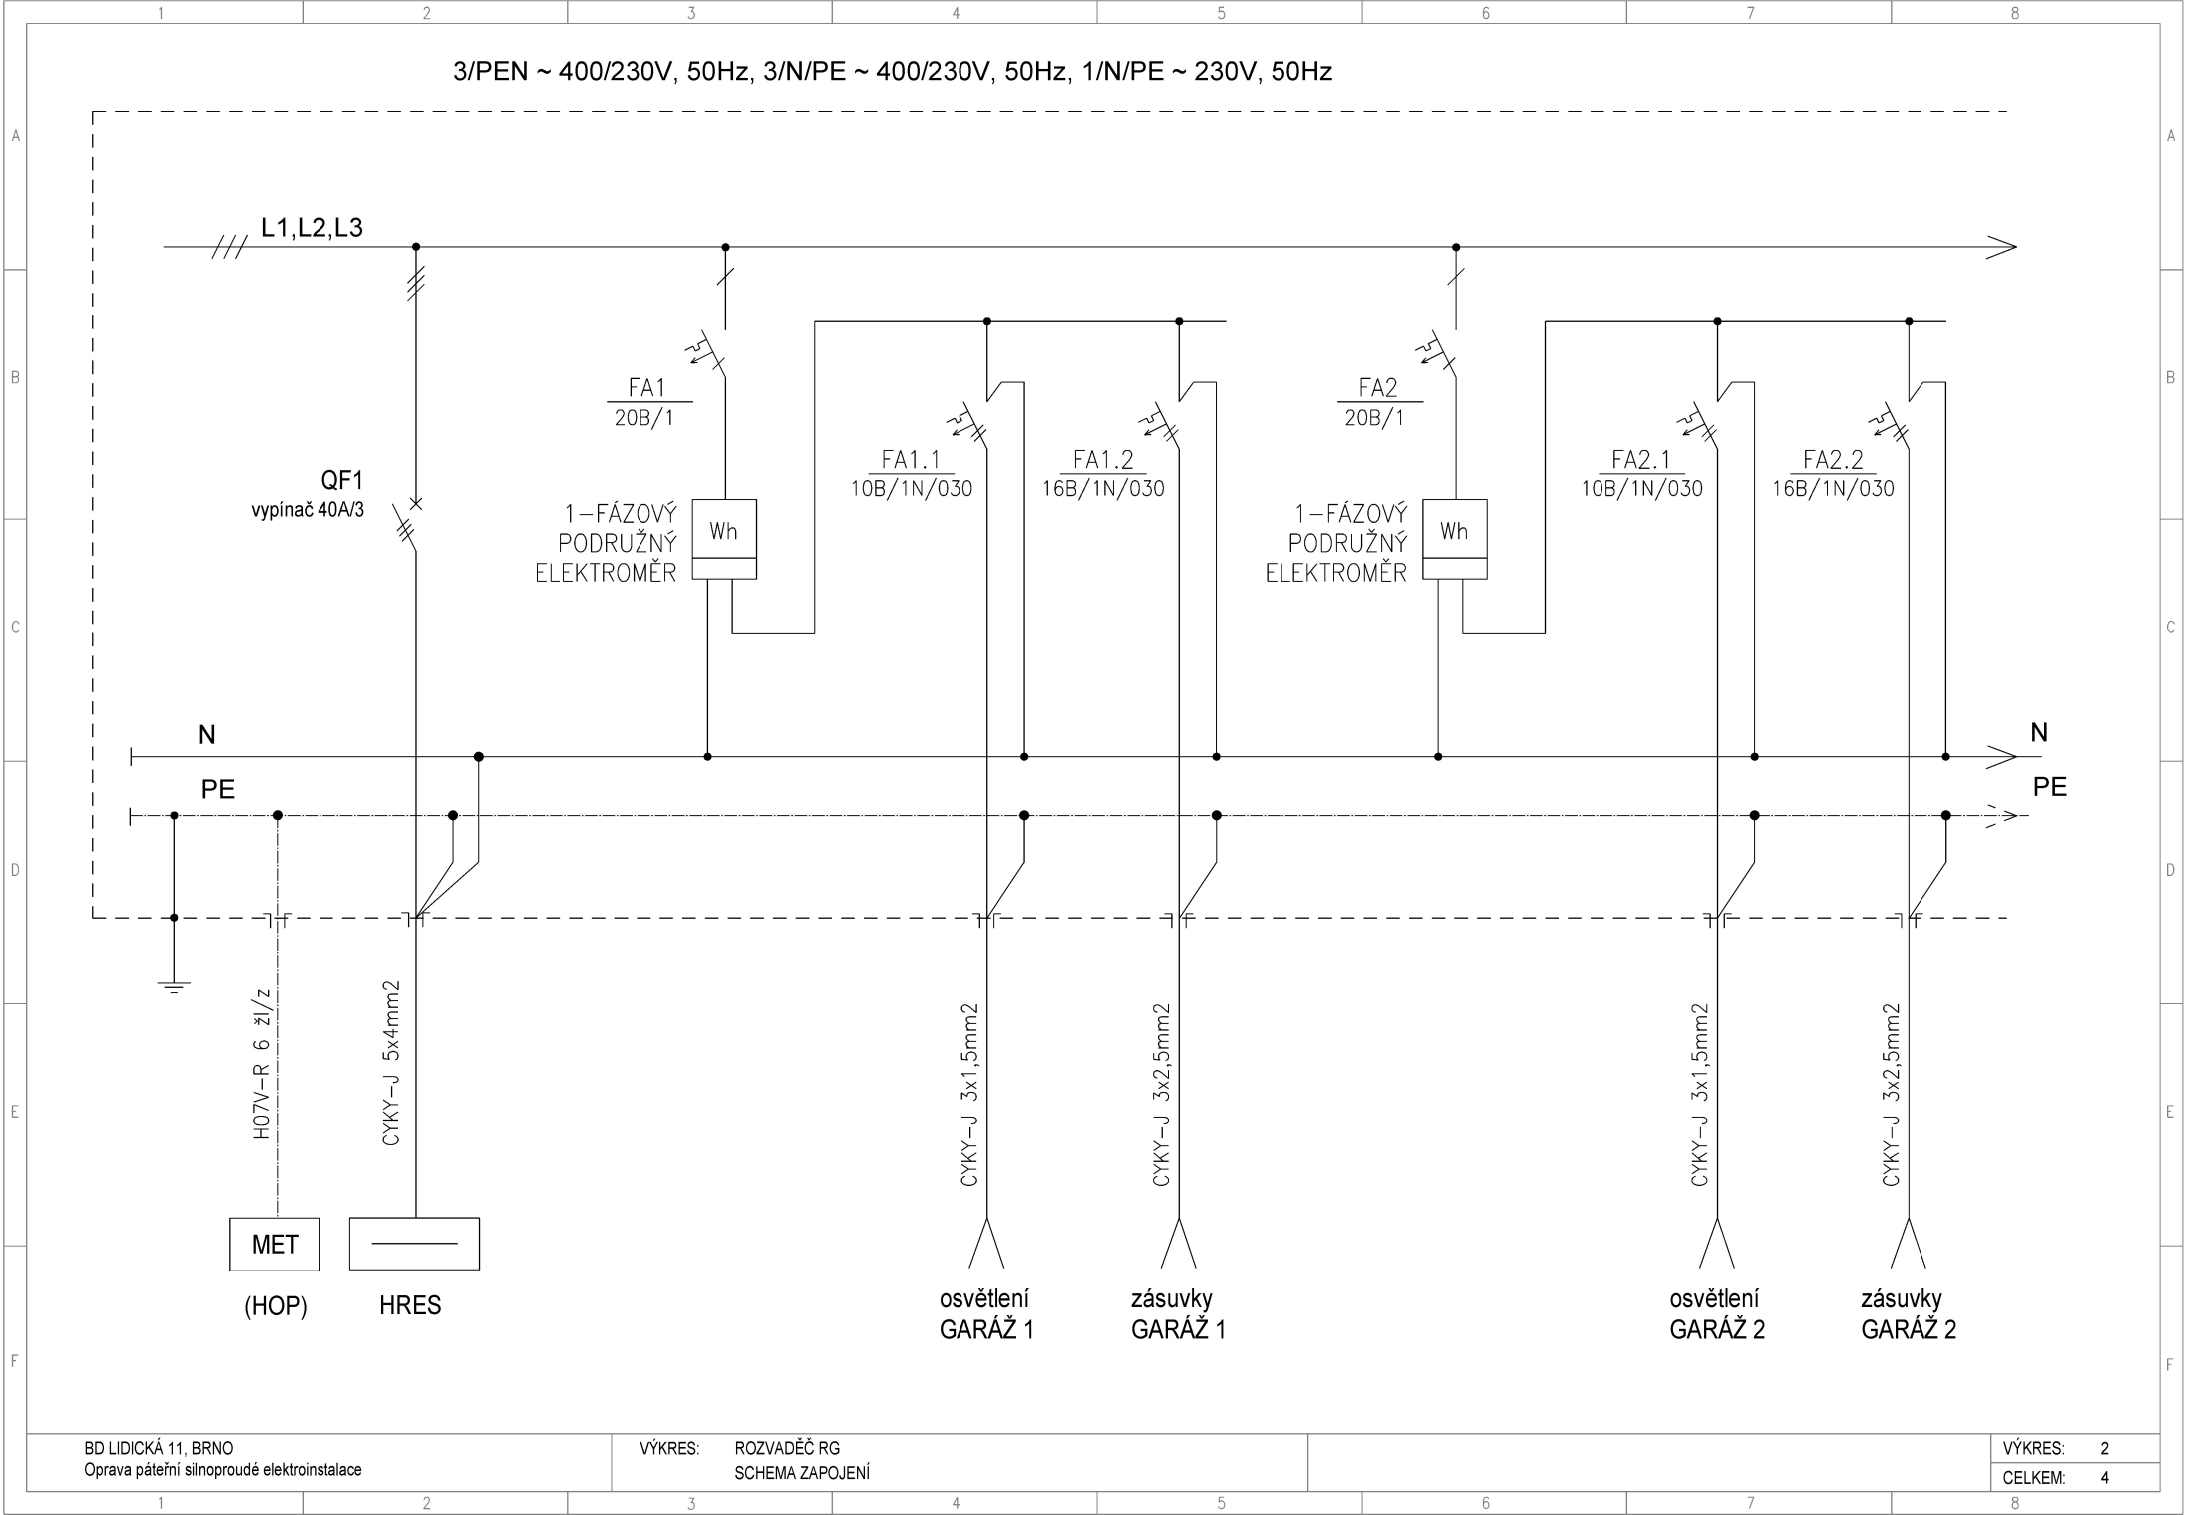 1 2 3 4 5 6 7 8
3/PEN ~ 400/230V, 50Hz, 3/N/PE ~ 400/230V, 50Hz, 1/N/PE ~ 230V, 50Hz
A A
L1,L2,L3
B B
FA1
20B/1
FA2
20B/1
FA1.1
10B/1N/030
FA1.2
16B/1N/030
FA2.1
10B/1N/030
FA2.2
16B/1N/030
QF1
vypínač 40A/3
1-FÁZOVÝ
PODRUŽNÝ
ELEKTROMĚR
Wh
1-FÁZOVÝ
PODRUŽNÝ
ELEKTROMĚR
Wh
C C
N N
PE PE
D D
H07V-R 6 žl/z
CYKY-J 5x4mm2
CYKY-J 3x1,5mm2
CYKY-J 3x2,5mm2
CYKY-J 3x1,5mm2
CYKY-J 3x2,5mm2
E E
MET
(HOP)
HRES
osvětlení
GARÁŽ 1
zásuvky
GARÁŽ 1
osvětlení
GARÁŽ 2
zásuvky
GARÁŽ 2
F F
BD LIDICKÁ 11, BRNO
Oprava páteřní silnoproudé elektroinstalace
VÝKRES: ROZVADĚČ RG
SCHEMA ZAPOJENÍ
VÝKRES: 2
CELKEM: 4
1 2 3 4 5 6 7 8